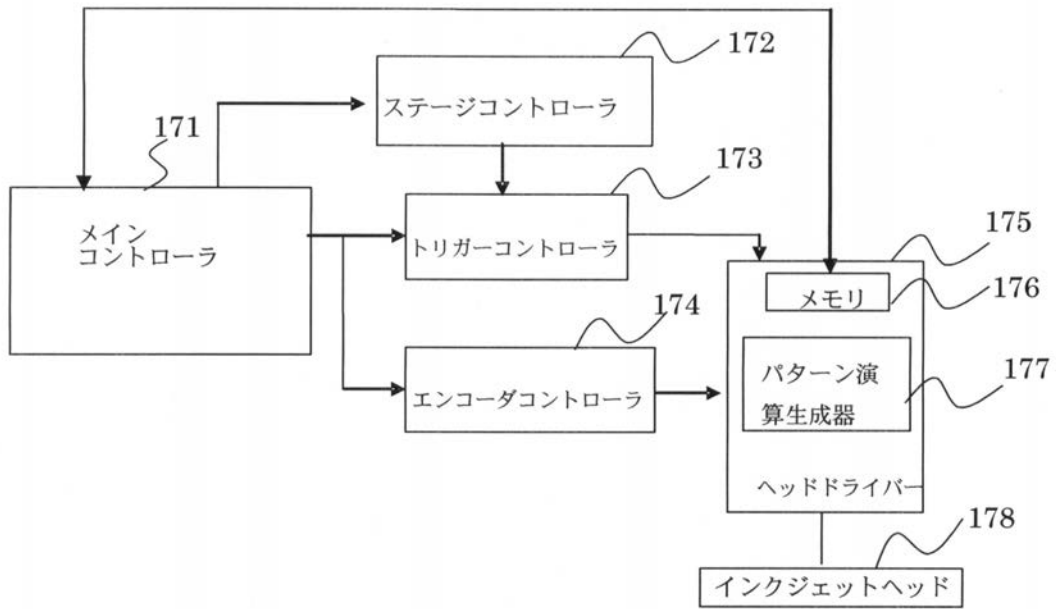 172
ステージコントローラ
171
173
メイン
コントローラ
トリガーコントローラ
175
メモリ
176
174
パターン演
算生成器
177
エンコーダコントローラ
ヘッドドライバー
178
インクジェットヘッド